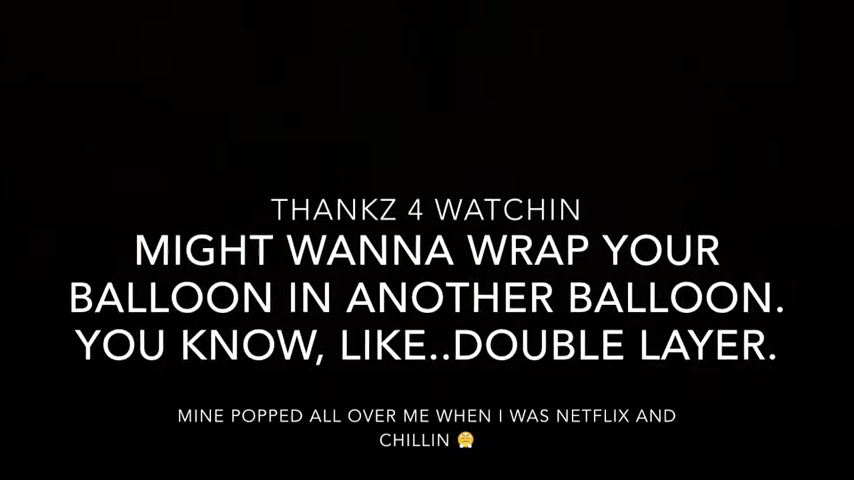 THANKZ 4 WATCHIN
MIGHT WANNA WRAP YOUR
BALLOON IN ANOTHER BALLOON.
YOU KNOW, LIKE..DOUBLE LAYER.
MINE POPPED ALL OVER ME WHEN I WAS NETFLIX AND
CHILLIN 😤